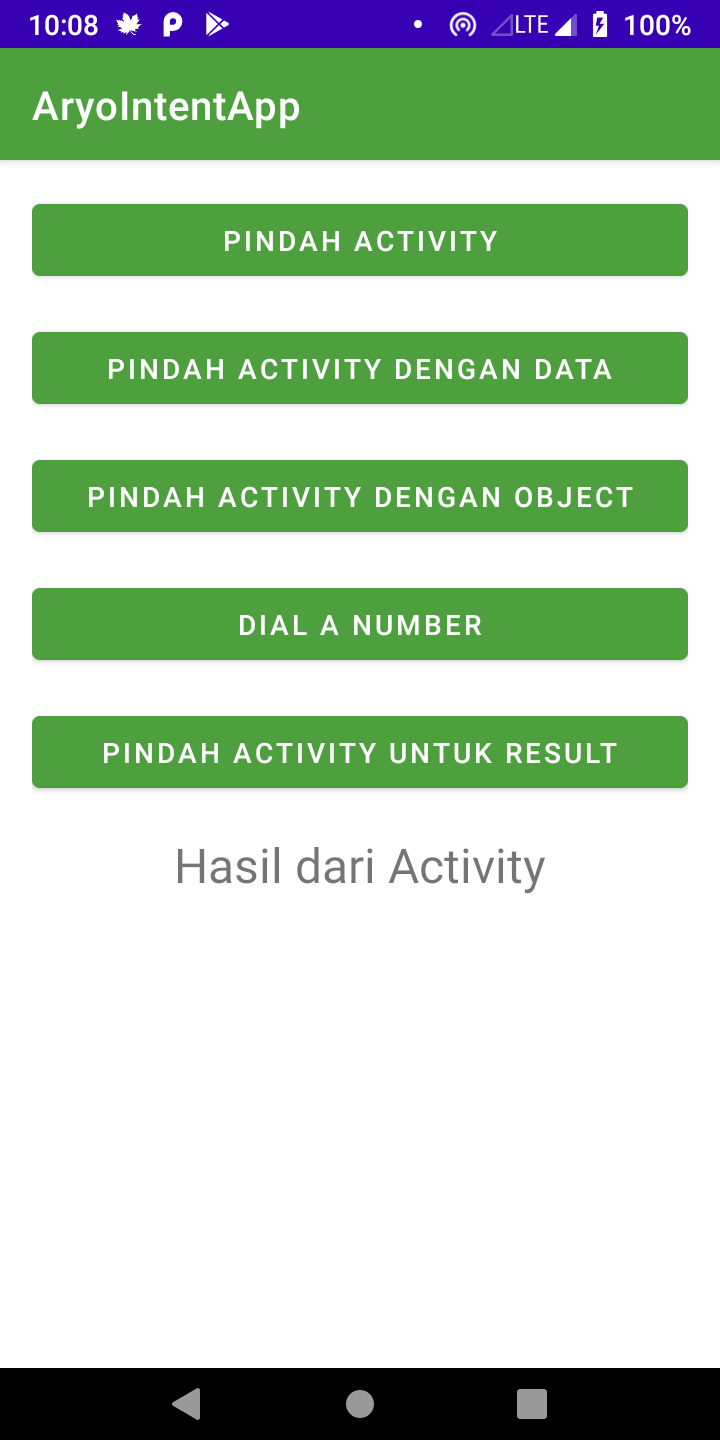 10:08 LTE 100%
AryoIntentApp
PINDAH ACTIVITY
PINDAH ACTIVITY DENGAN DATA
PINDAH ACTIVITY DENGAN OBJECT
DIAL A NUMBER
PINDAH ACTIVITY UNTUK RESULT
Hasil dari Activity